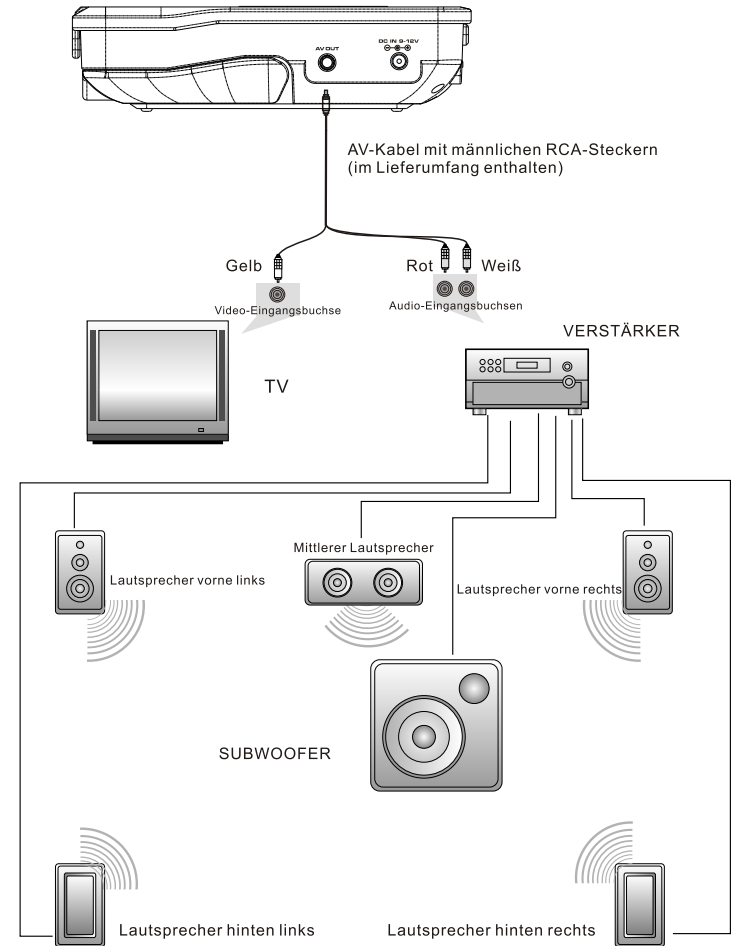 AV OUT
DC IN 9-12V
AV-Kabel mit männlichen RCA-Steckern
(im Lieferumfang enthalten)
Gelb
Rot
Weiß
Video-Eingangsbuchse
Audio-Eingangsbuchsen
VERSTÄRKER
TV
Mittlerer Lautsprecher
Lautsprecher vorne links
Lautsprecher vorne rechts
SUBWOOFER
Lautsprecher hinten links
Lautsprecher hinten rechts